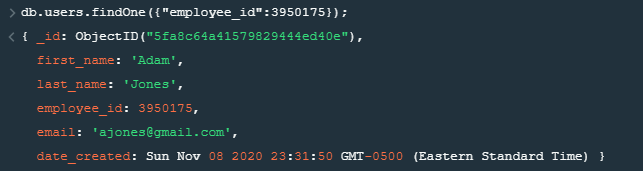 > db.users.findOne({"employee_id":3950175});
< { _id: ObjectID("5fa8c64a41579829444ed40e"),
first_name: 'Adam',
last_name: 'Jones',
employee_id: 3950175,
email: 'ajones@gmail.com',
date_created: Sun Nov 08 2020 23:31:50 GMT-0500 (Eastern Standard Time) }